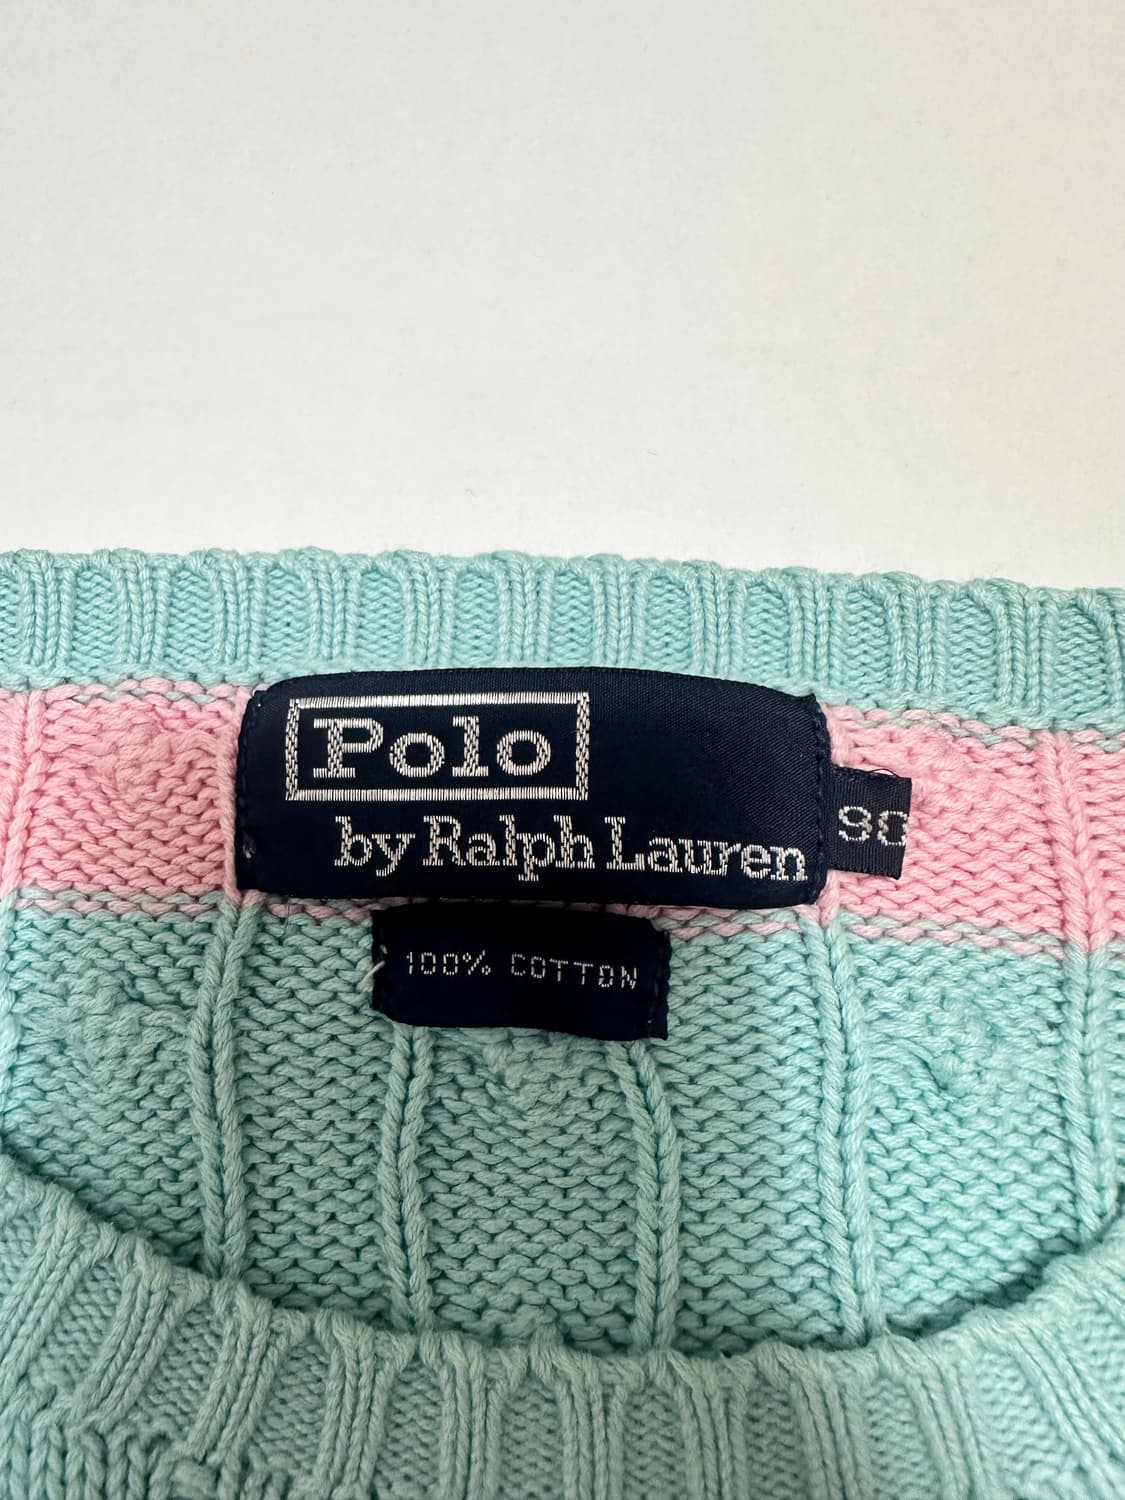 Polo
by Ralph Lauren
100% COTTON